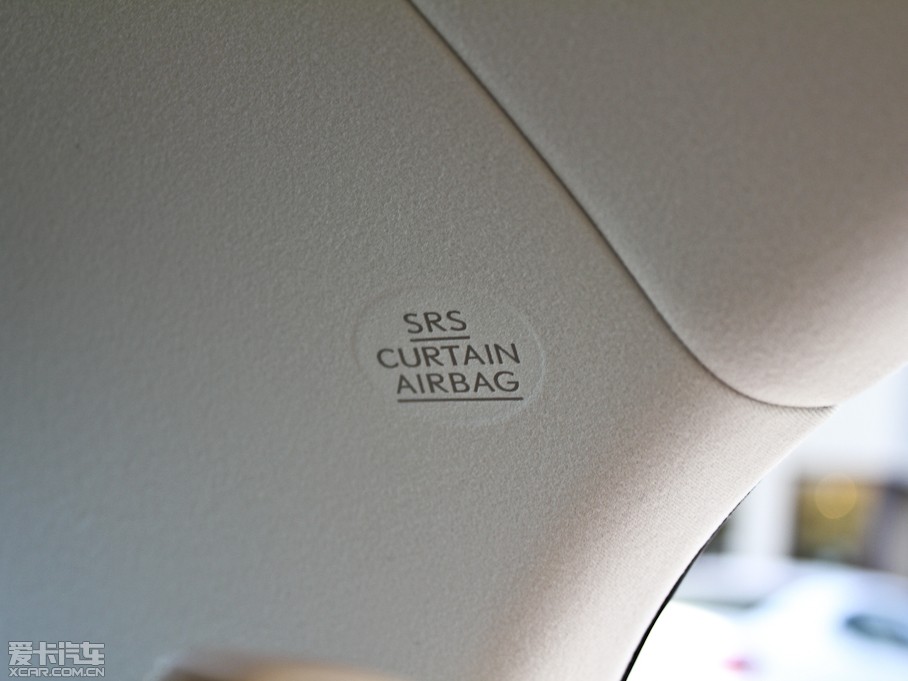 SRS
CURTAIN
AIRBAG
爱卡汽车
XCAR.COM.CN